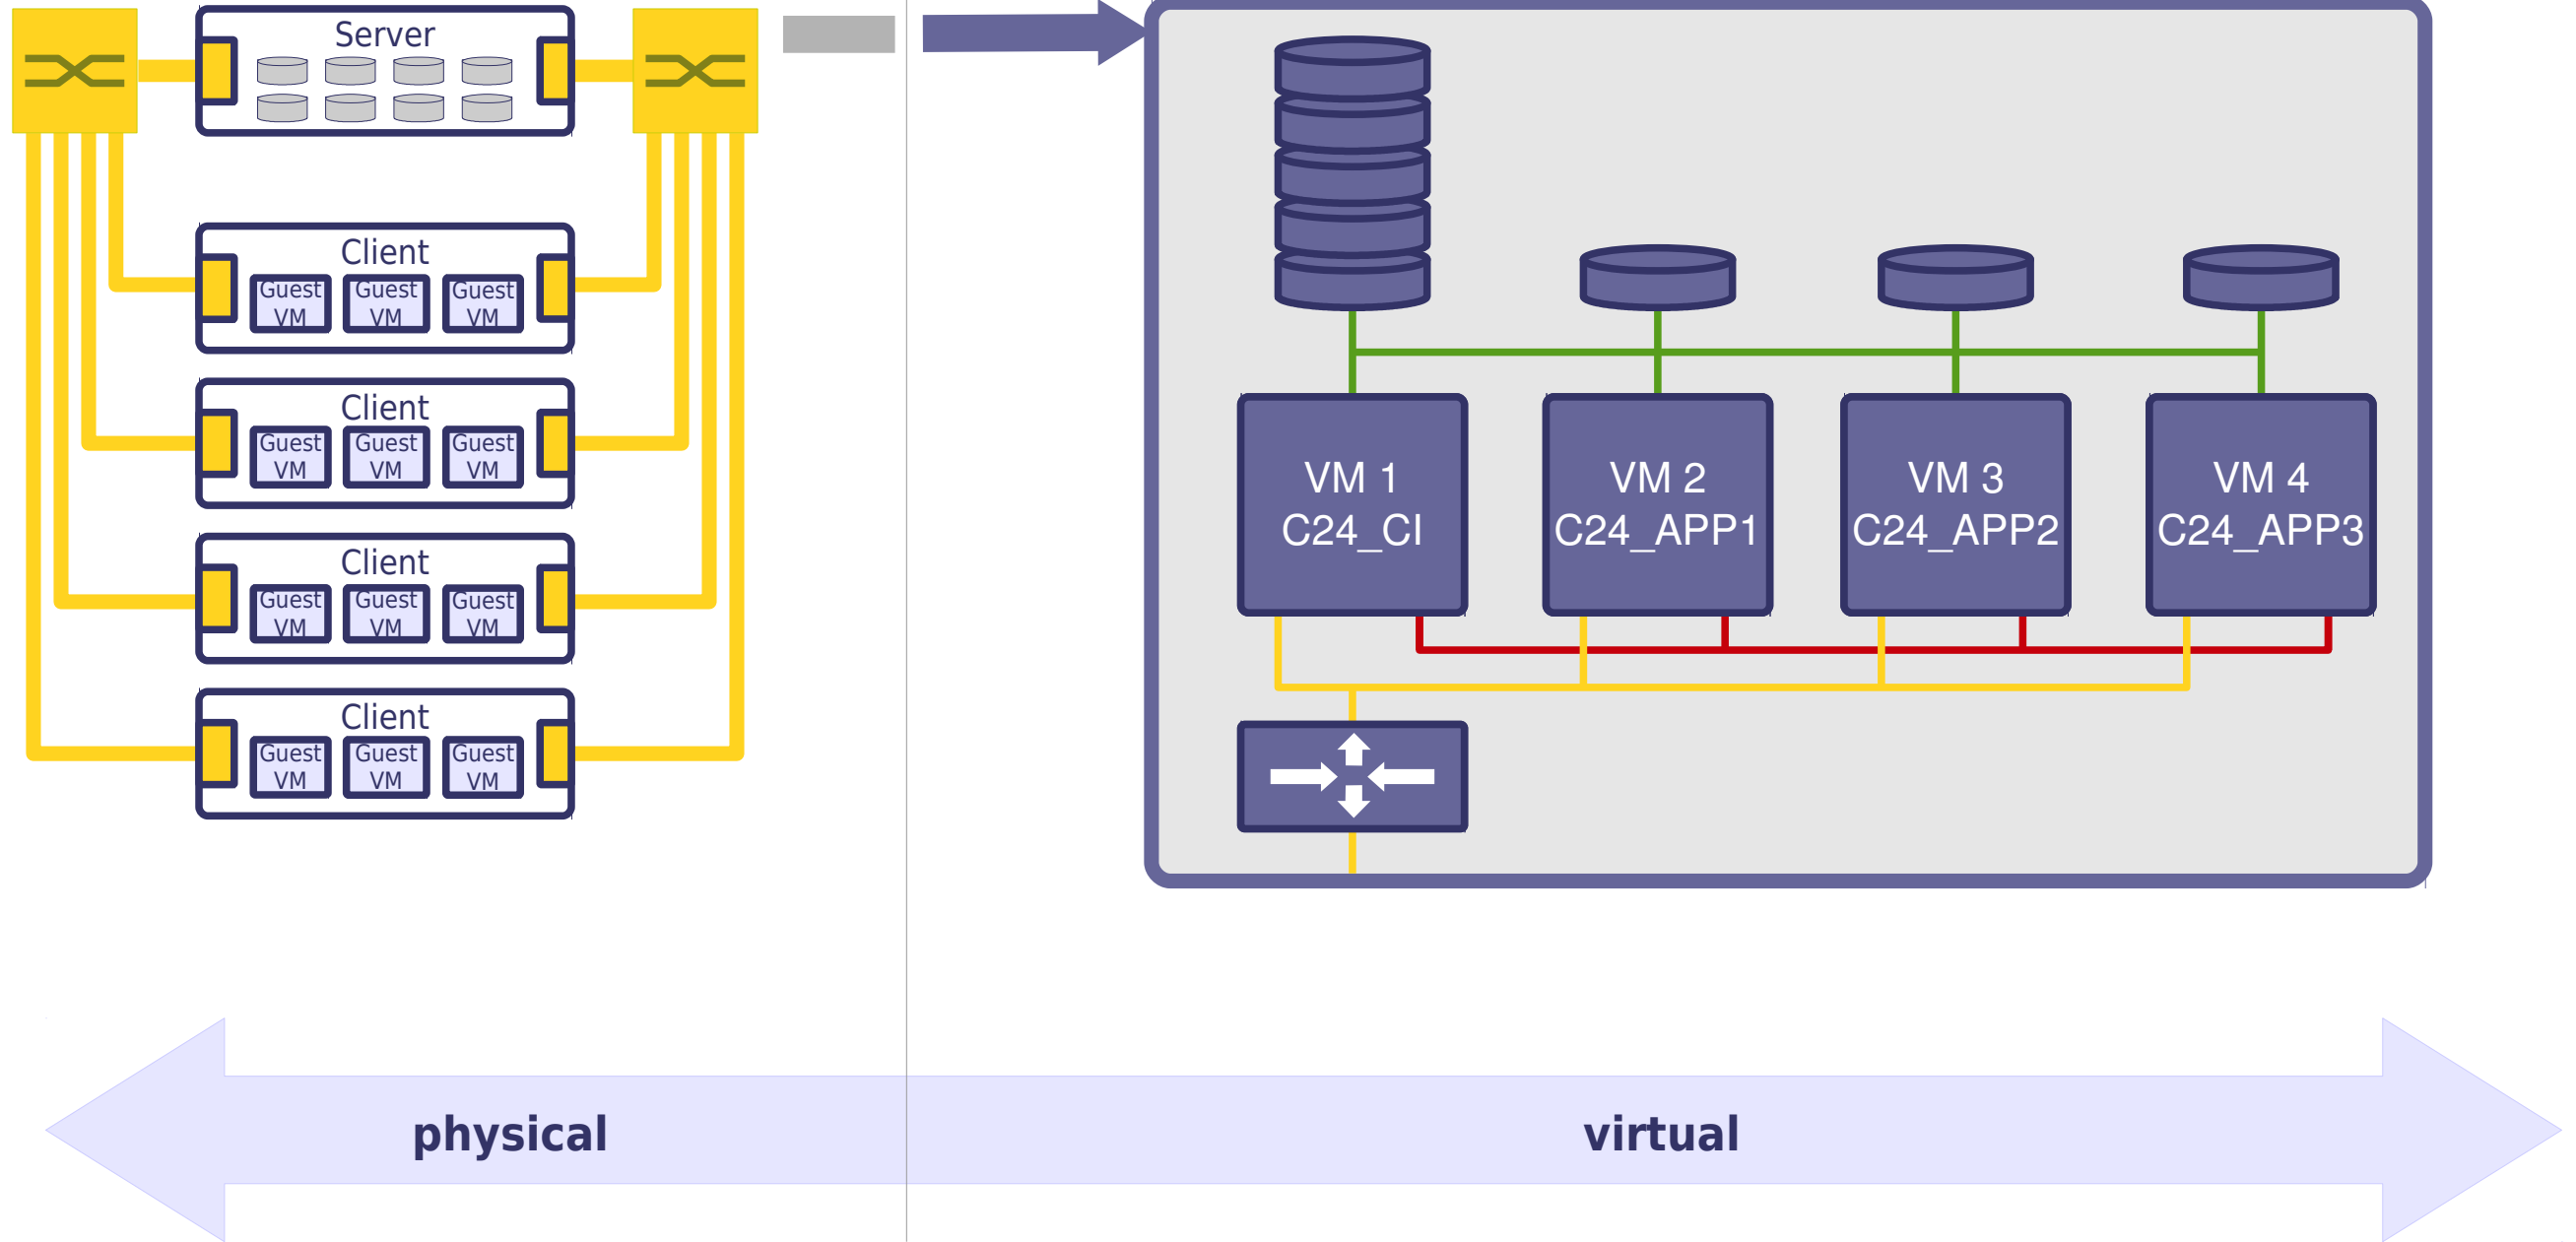 Server
Client
Guest Guest Guest
VM VM VM
Client
Guest Guest Guest
VM VM VM
Client
Guest Guest Guest
VM VM VM
Client
Guest Guest Guest
VM VM VM
VM 1
C24_CI
VM 2
C24_APP1
VM 3
C24_APP2
VM 4
C24_APP3
physical
virtual